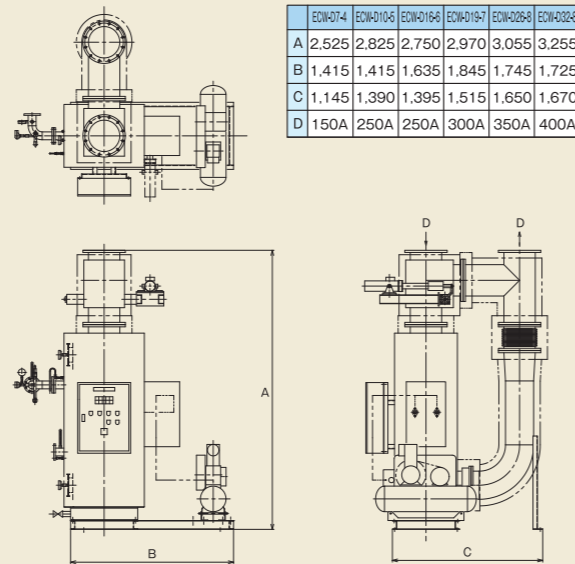 ECW-D7-4 ECW-D10-5 ECW-D16-6 ECW-D19-7 ECW-D26-8
A 2,525 2,825 2,750 2,970 3,055 3,255
B 1,415 1,415 1,635 1,845 1,745 1,725
C 1,145 1,390 1,395 1,515 1,650 1,670
D 150A 250A 250A 300A 350A 400A
D D
A
B
C